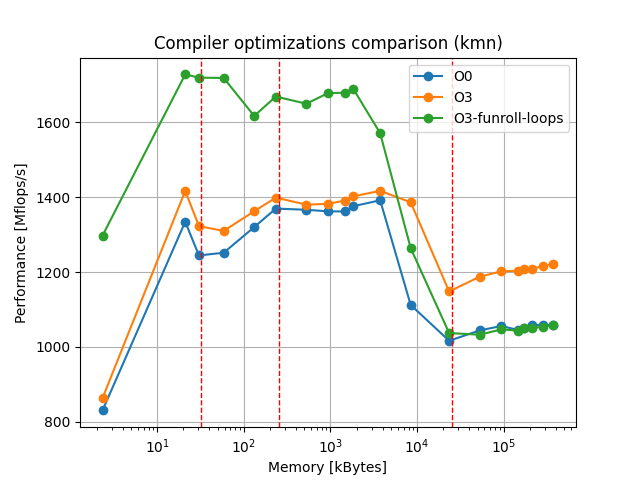 Compiler optimizations comparison (kmn)
O0
O3
O3-funroll-loops
Performance [Mflops/s]
1600
1400
1200
1000
800
10^1 10^2 10^3 10^4 10^5
Memory [kBytes]